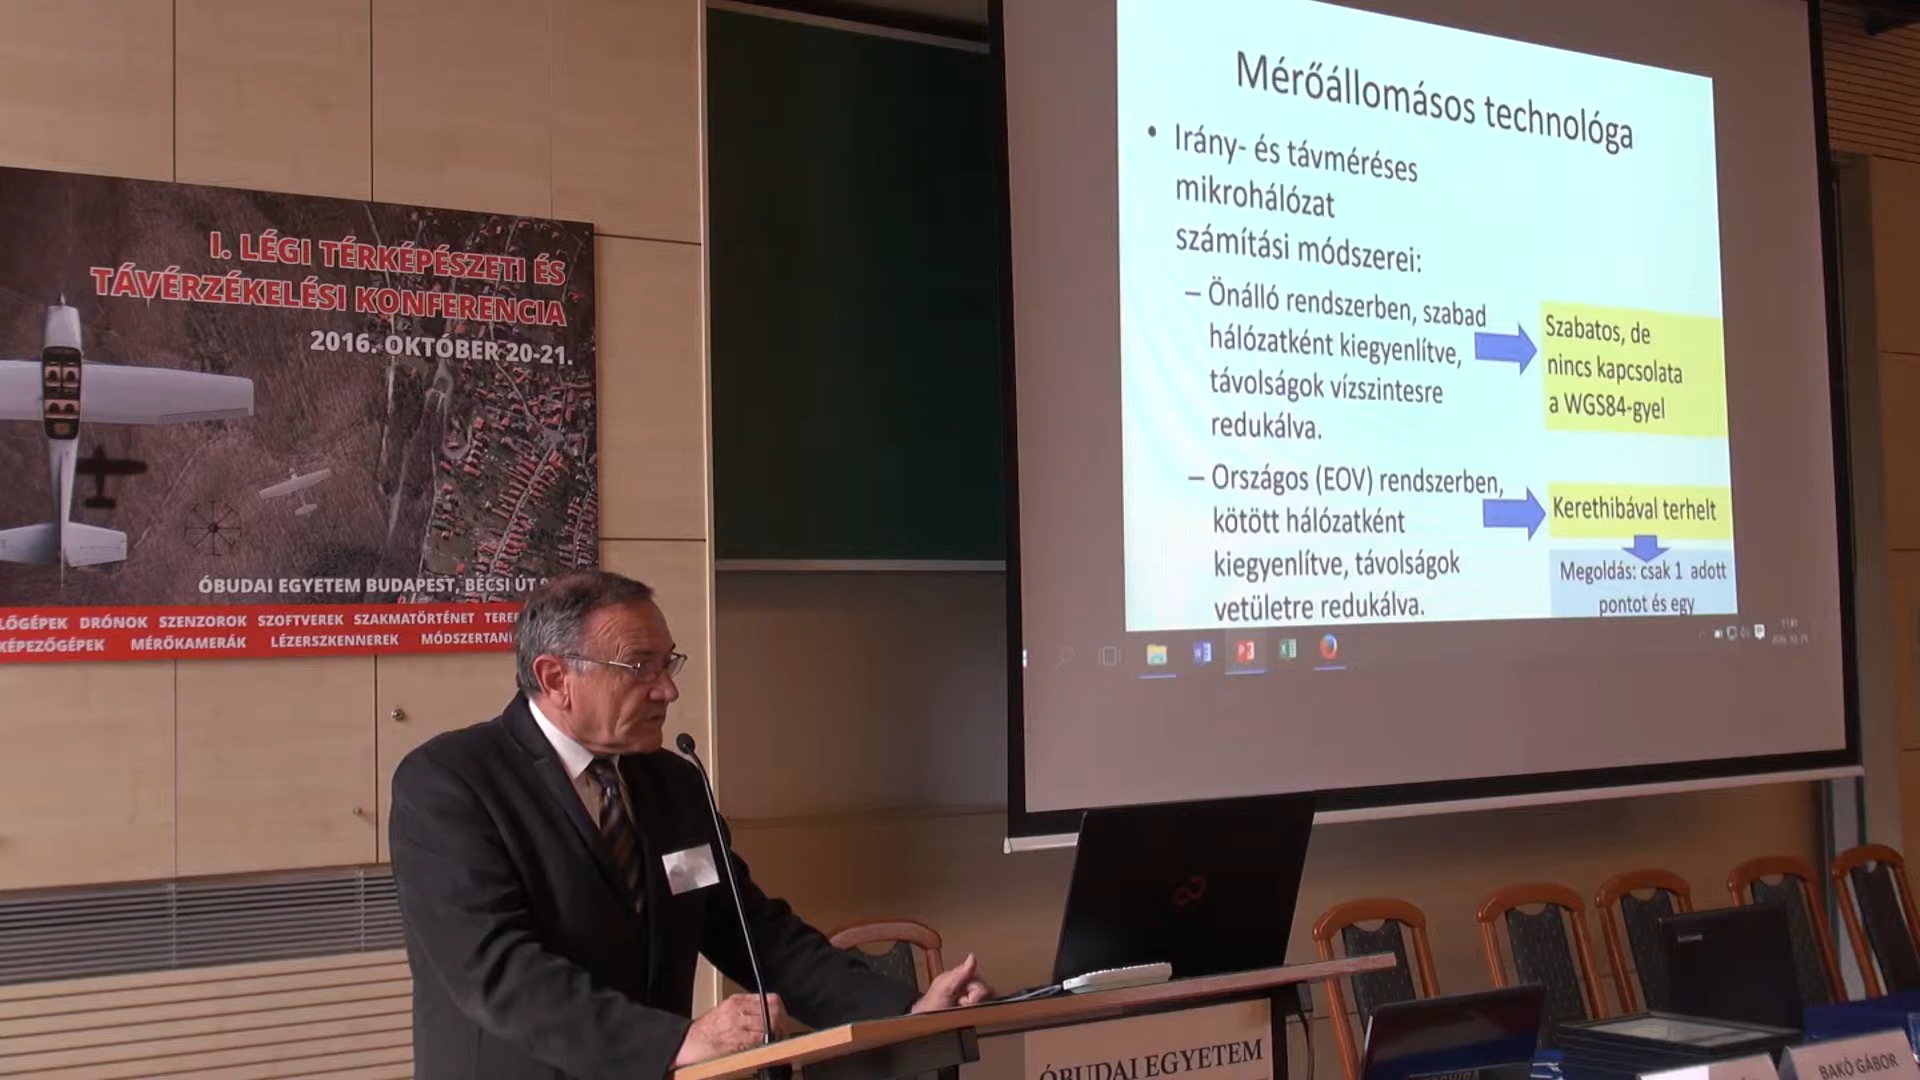 I. LÉGI TÉRKÉPÉSZETI ÉS
TÁVÉRZÉKELÉSI KONFERENCIA
2016. OKTÓBER 20-21.
ÓBUDAI EGYETEM BUDAPEST, BÉCSI ÚT
DRÓNOK SZENZOROK SZOFTVEREK SZAKMATÖRTÉNET
MÉRŐKAMERÁK LÉZERSZKENNEREK
Mérőállomásos technológa
• Irány- és távméréses
mikrohálózat
számítási módszerei:
– Önálló rendszerben, szabad
hálózatként kiegyenlítve,
távolságok vízszintesre
redukálva.
Szabatos, de
nincs kapcsolata
a WGS84-gyel
– Országos (EOV) rendszerben,
kötött hálózatként
kiegyenlítve, távolságok
vetületre redukálva.
Kerethibával terhelt
Megoldás: csak 1 adott
pontot és egy
ÓBUDAI EGYETEM
BAKÓ GÁBOR